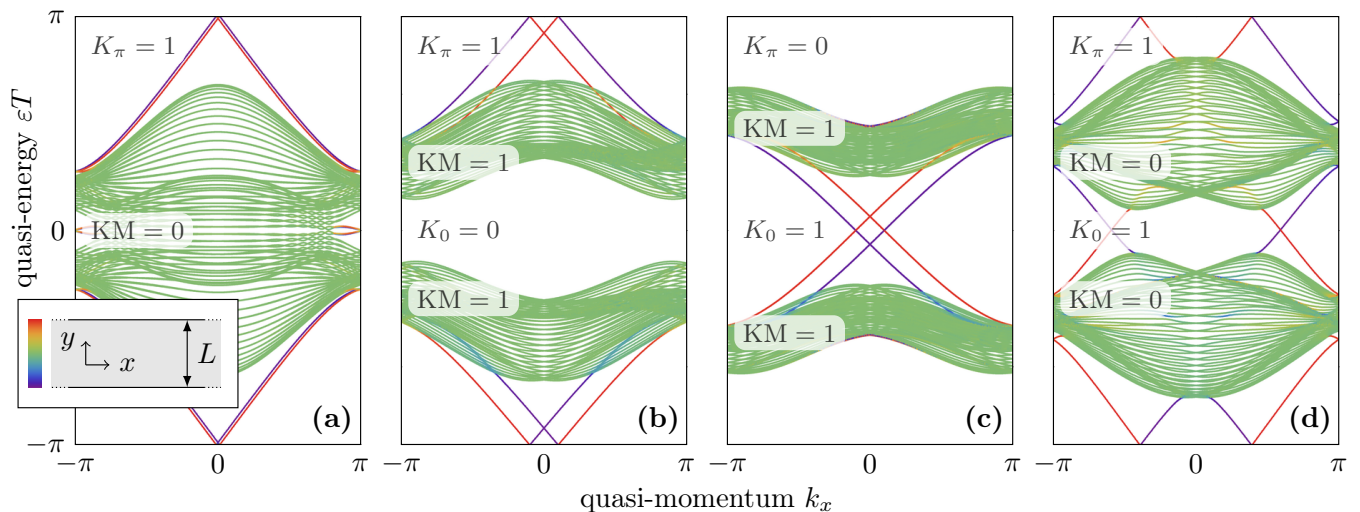 quasi-energy εT
π
0
−π
K_π = 1
KM = 0
y
x
L
(a)
−π 0 π
K_π = 1
KM = 1
K_0 = 0
KM = 1
(b)
−π 0 π
K_π = 0
KM = 1
K_0 = 1
KM = 1
(c)
−π 0 π
K_π = 1
KM = 0
K_0 = 1
KM = 0
(d)
−π 0 π
quasi-momentum k_x